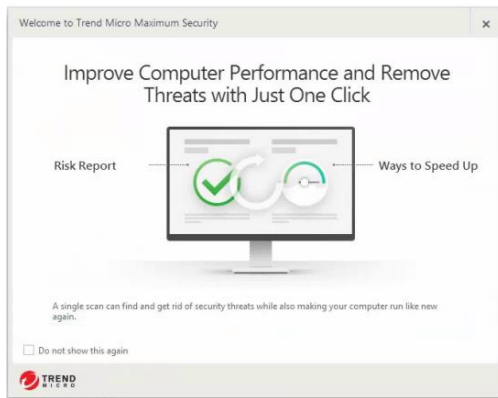 Welcome to Trend Micro Maximum Security
Improve Computer Performance and Remove
Threats with Just One Click
Risk Report
Ways to Speed Up
A single scan can find and get rid of security threats while also making your computer run like new
again.
Do not show this again
TREND
MICRO